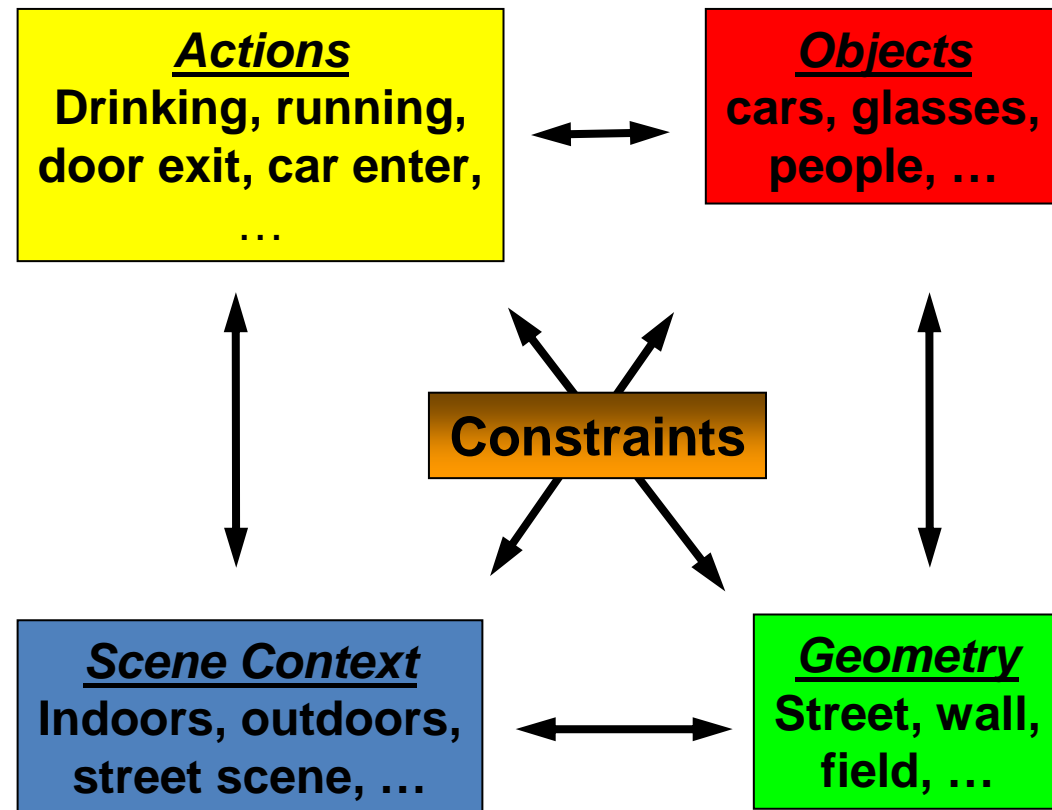 Actions
Drinking, running,
door exit, car enter,
…
Objects
cars, glasses,
people, …
Constraints
Scene Context
Indoors, outdoors,
street scene, …
Geometry
Street, wall,
field, …